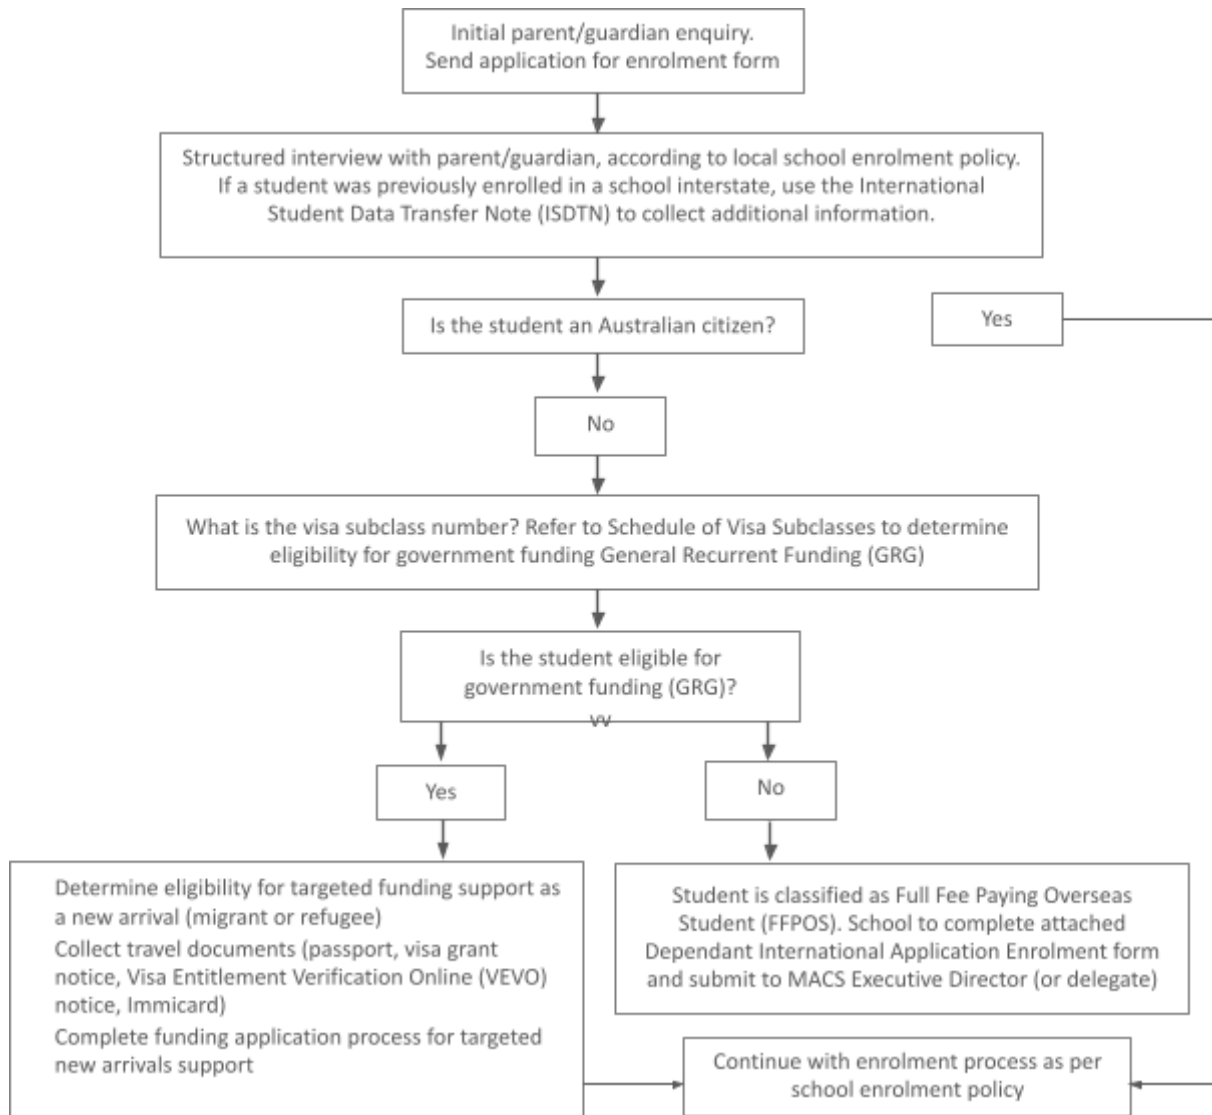 Initial parent/guardian enquiry.
Send application for enrolment form
Structured interview with parent/guardian, according to local school enrolment policy.
If a student was previously enrolled in a school interstate, use the International
Student Data Transfer Note (ISDTN) to collect additional information.
Is the student an Australian citizen?
Yes
No
What is the visa subclass number? Refer to Schedule of Visa Subclasses to determine
eligibility for government funding General Recurrent Funding (GRG)
Is the student eligible for
government funding (GRG)?
vv
Yes
No
Determine eligibility for targeted funding support as
a new arrival (migrant or refugee)
Collect travel documents (passport, visa grant
notice, Visa Entitlement Verification Online (VEVO)
notice, Immicard)
Complete funding application process for targeted
new arrivals support
Student is classified as Full Fee Paying Overseas
Student (FFPOS). School to complete attached
Dependant International Application Enrolment form
and submit to MACS Executive Director (or delegate)
Continue with enrolment process as per
school enrolment policy